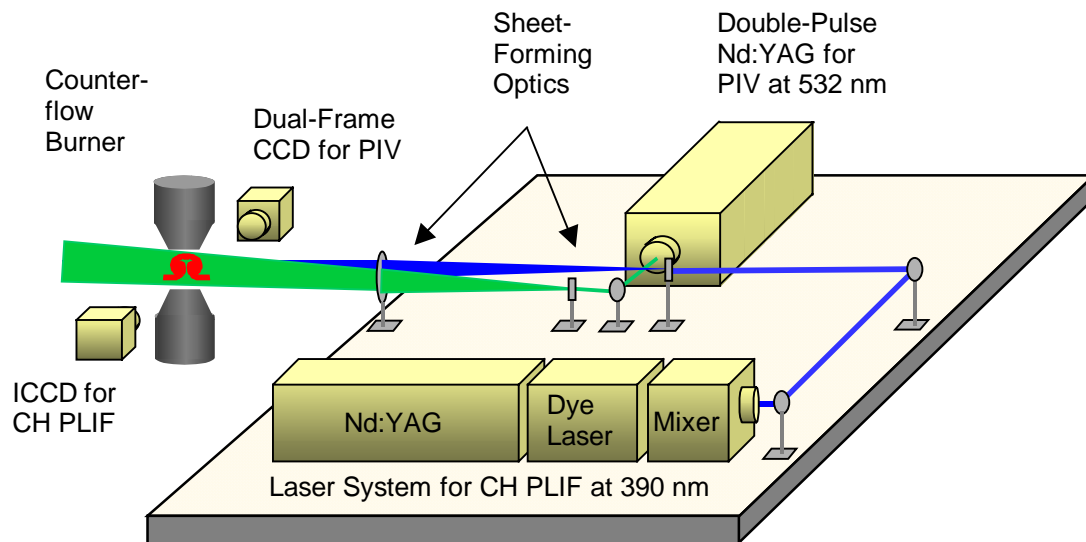 Sheet-
Forming
Optics
Double-Pulse
Nd:YAG for
PIV at 532 nm
Counter-
flow
Burner
Dual-Frame
CCD for PIV
ICCD for
CH PLIF
Nd:YAG
Dye
Laser
Mixer
Laser System for CH PLIF at 390 nm